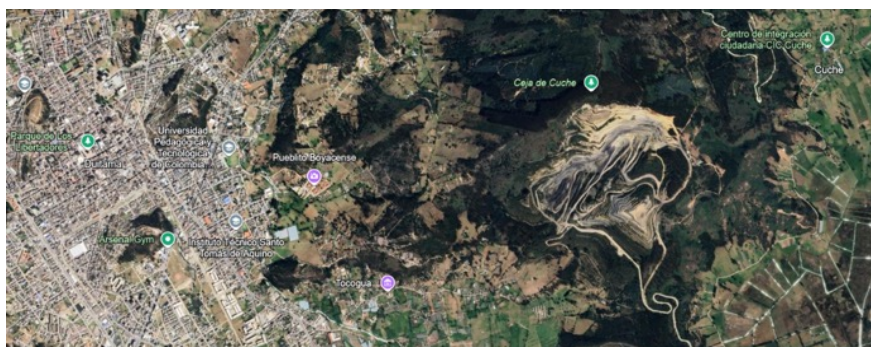 Centro de integración
ciudadana CIC Cuche
Cuche
Ceja de Cuche
Parque de Los
Libertadores
Duitama
Universidad
Pedagógica y
Tecnológica
de Colombia
Pueblito Boyacense
Arsenal Gym
Instituto Técnico Santo
Tomás de Aquino
Tocogua